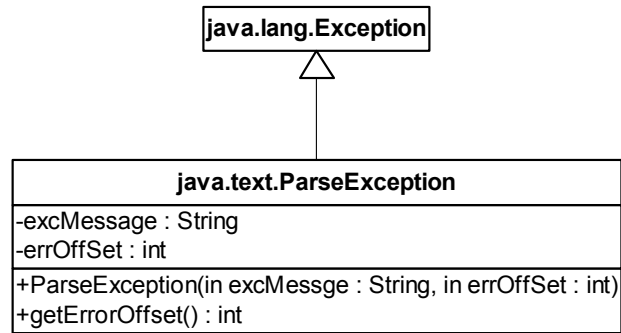 java.lang.Exception
java.text.ParseException
-excMessage : String
-errOffSet : int
+ParseException(in excMessge : String, in errOffSet : int)
+getErrorOffset() : int